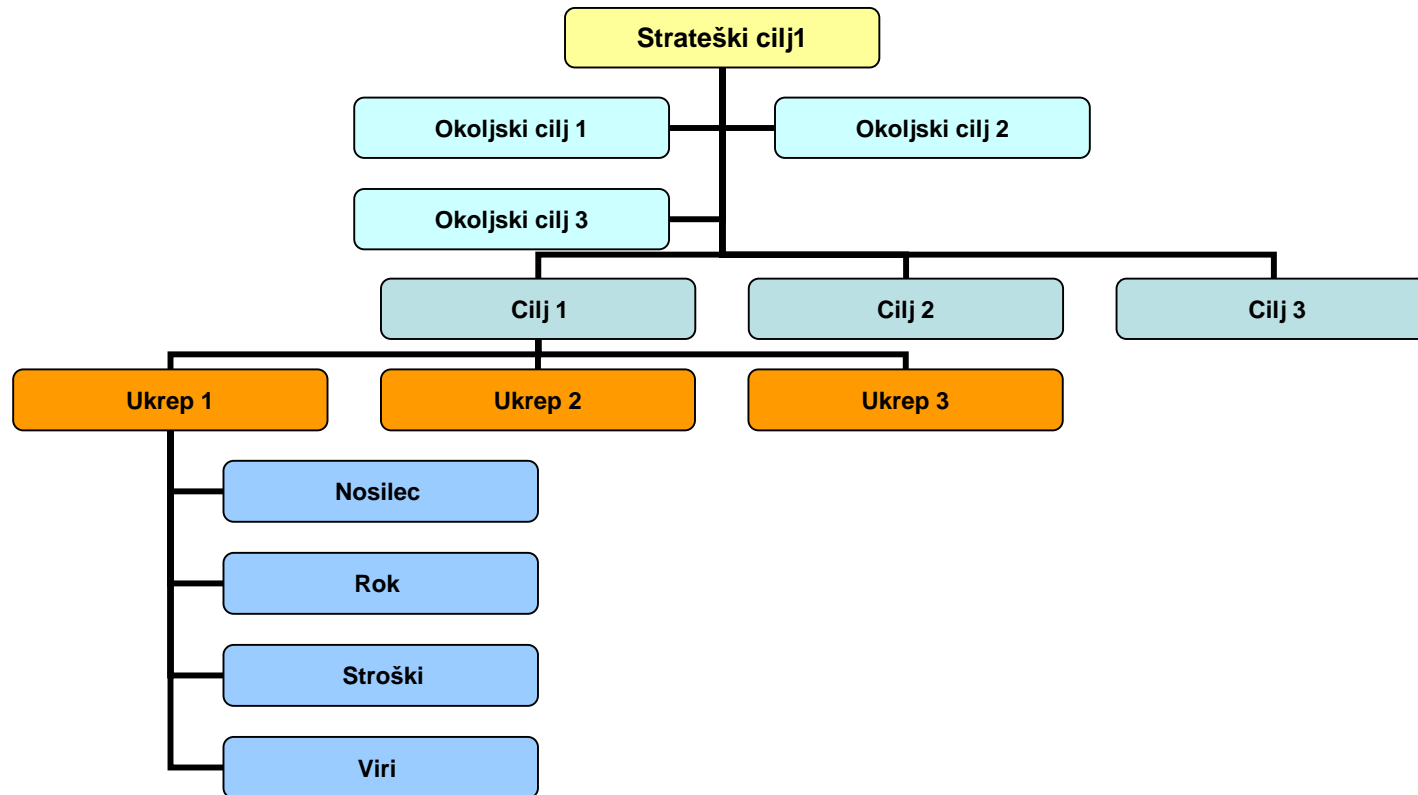 Strateški cilj1
Okoljski cilj 1
Okoljski cilj 2
Okoljski cilj 3
Cilj 1
Cilj 2
Cilj 3
Ukrep 1
Ukrep 2
Ukrep 3
Nosilec
Rok
Stroški
Viri